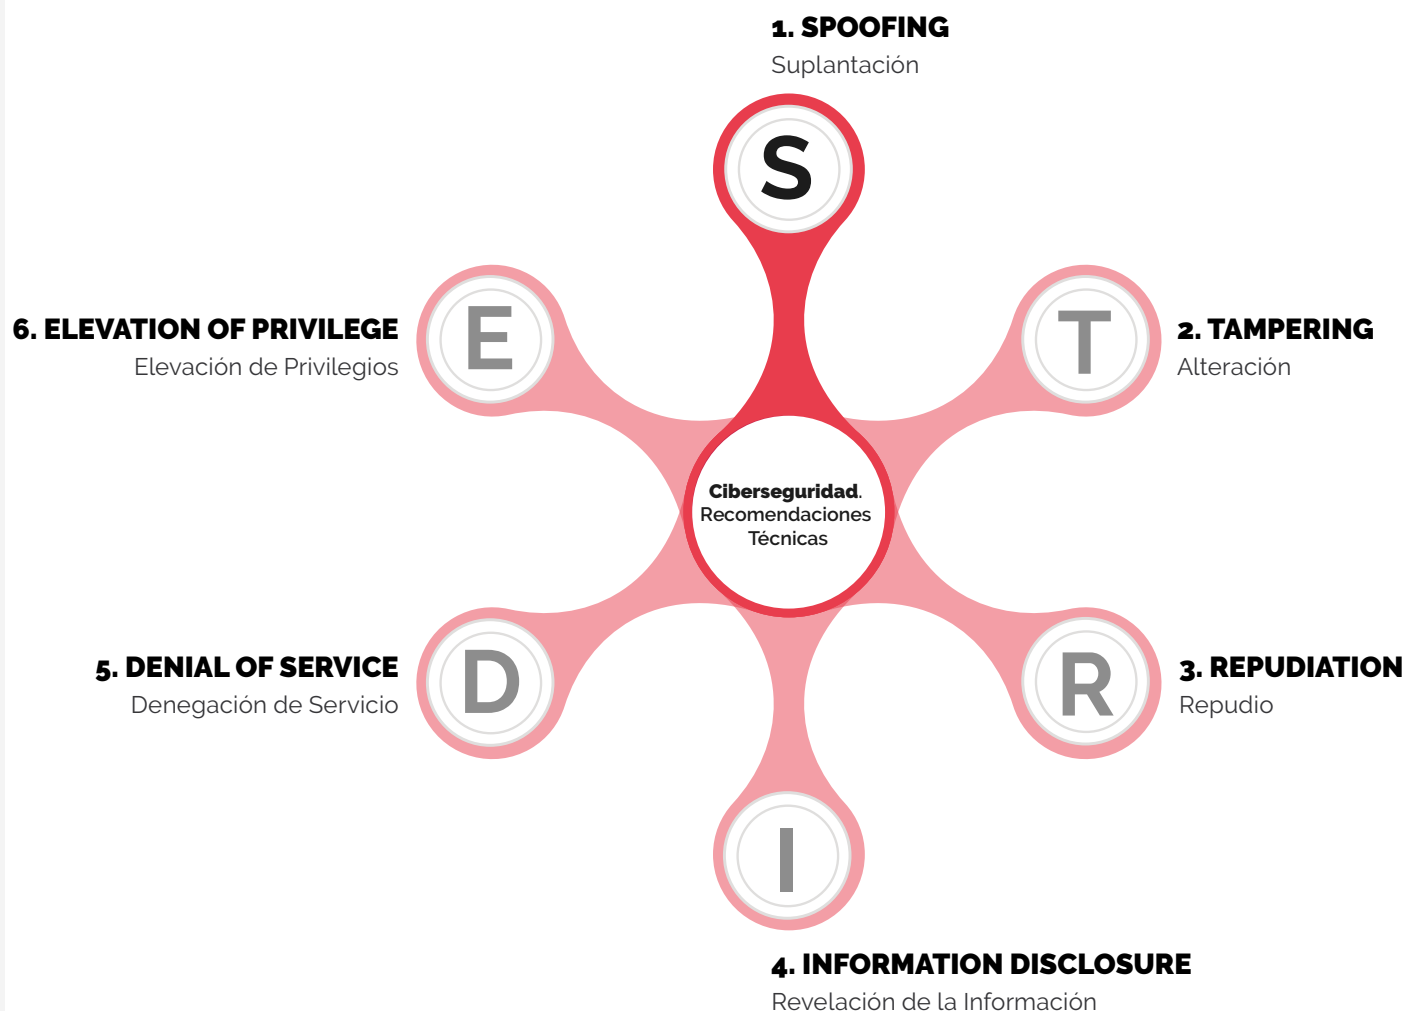 1. SPOOFING
Suplantación
S
E
T
6. ELEVATION OF PRIVILEGE
Elevación de Privilegios
2. TAMPERING
Alteración
Ciberseguridad.
Recomendaciones
Técnicas
5. DENIAL OF SERVICE
Denegación de Servicio
D
R
3. REPUDIATION
Repudio
I
4. INFORMATION DISCLOSURE
Revelación de la Información